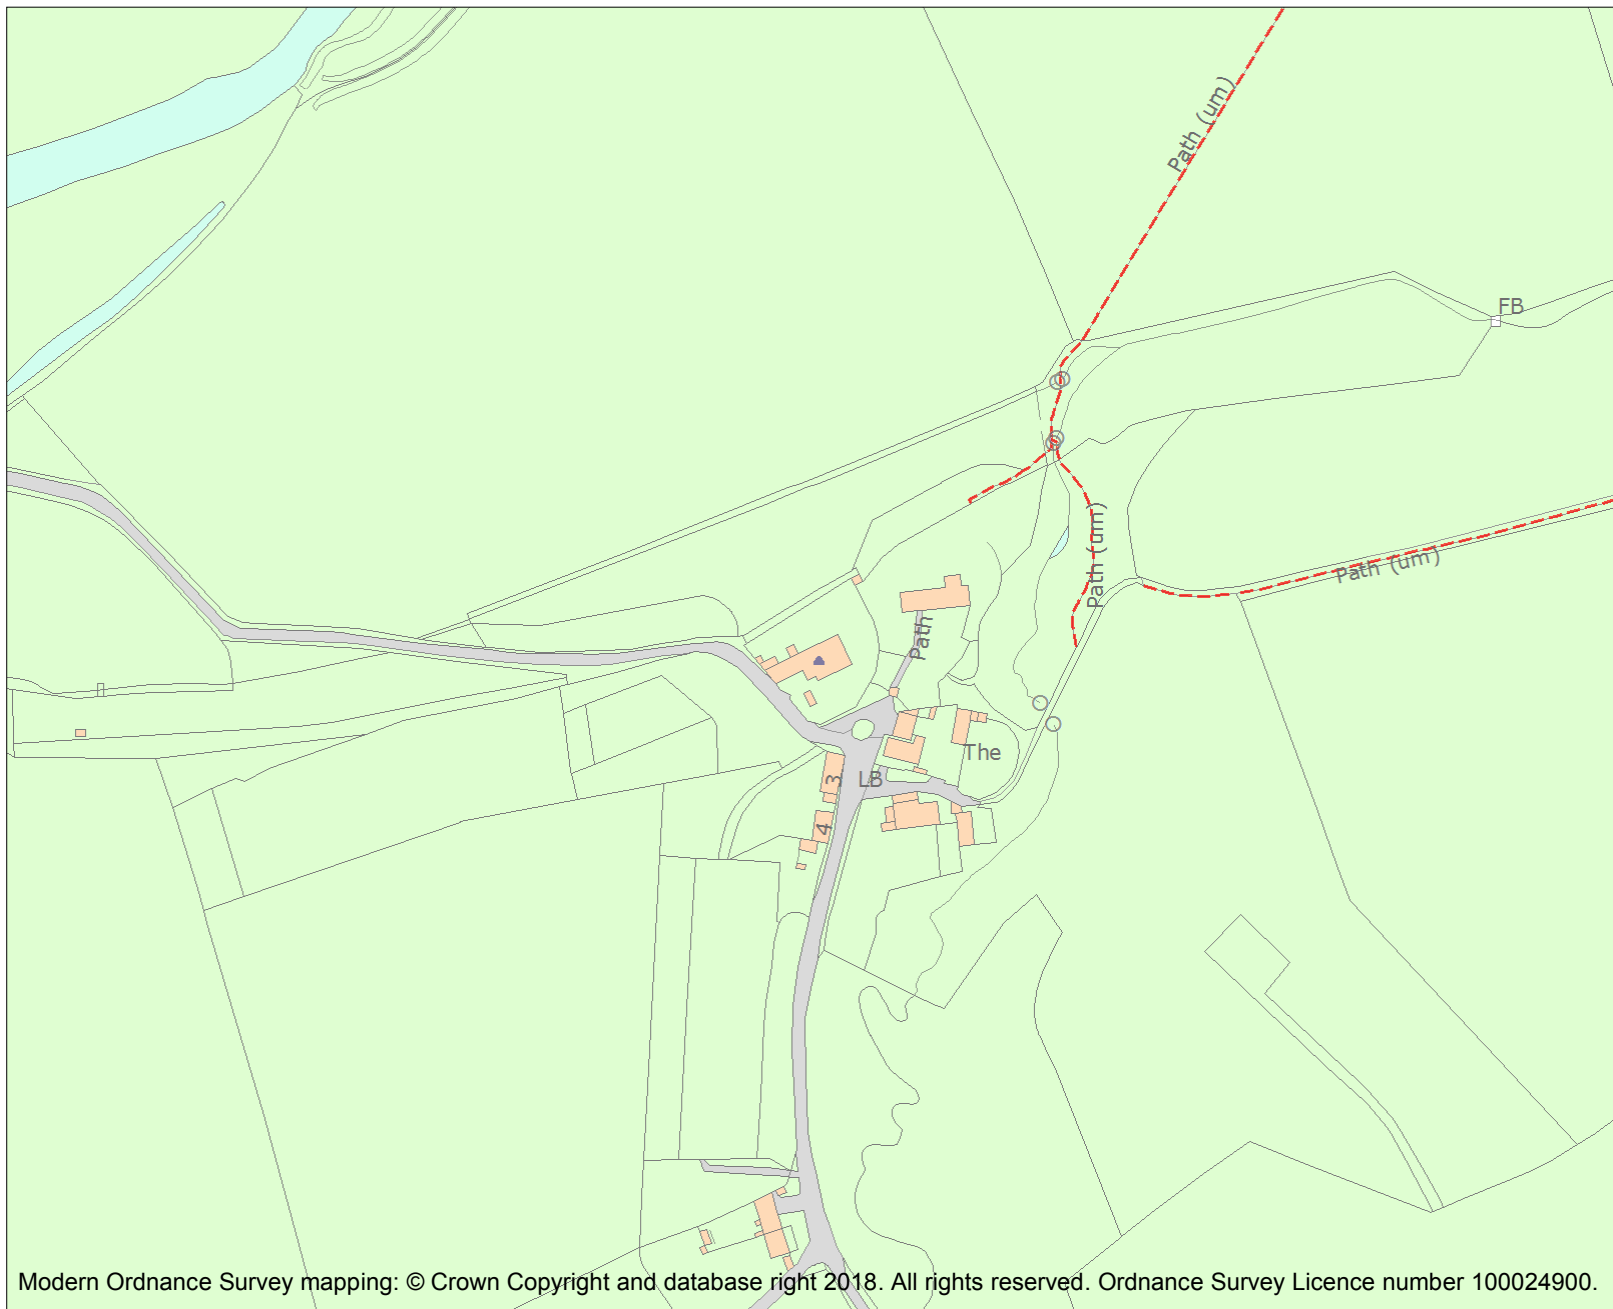 Path (um)
FB
Path (um)
Path (um)
Path
The
3
LB
4
Modern Ordnance Survey mapping: © Crown Copyright and database right 2018. All rights reserved. Ordnance Survey Licence number 100024900.